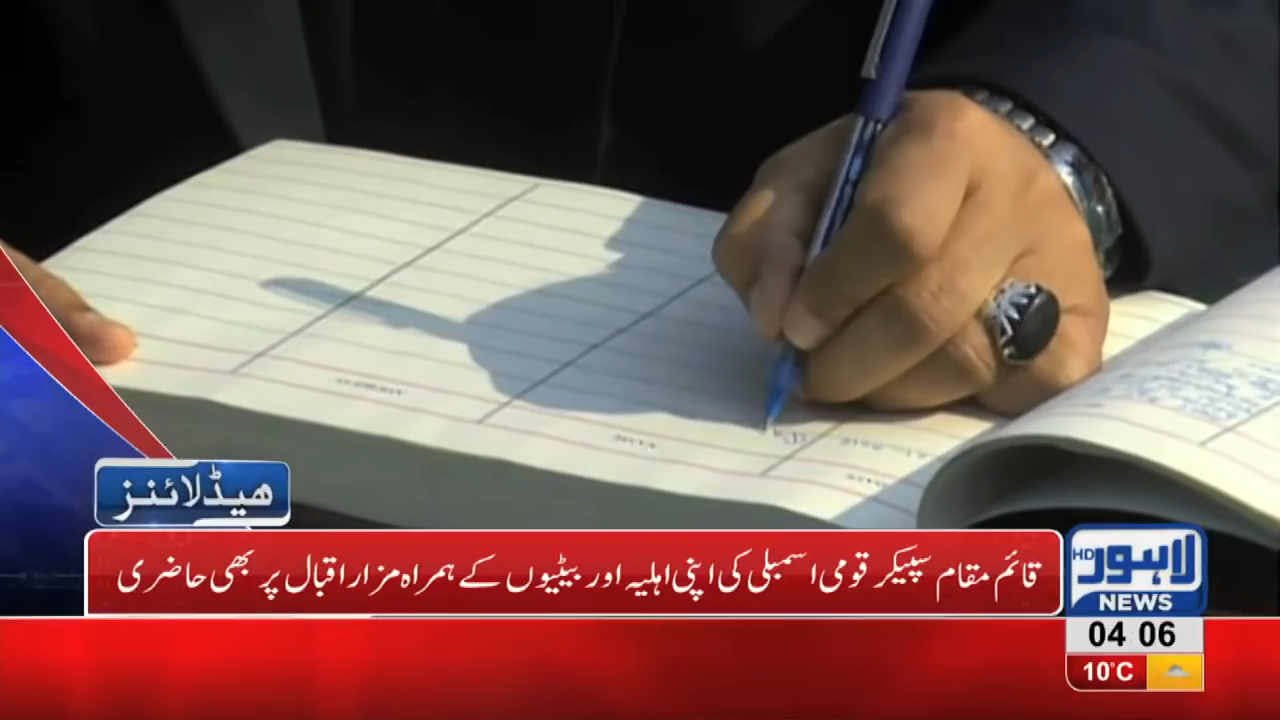 ھیڈلائنز
قائم مقام سپیکر قومی اسمبلی کی اپنی اہلیہ اور بیٹیوں کے ہمراہ مزار اقبال پر بھی حاضری
لاہور HD
NEWS
04 06
10°C